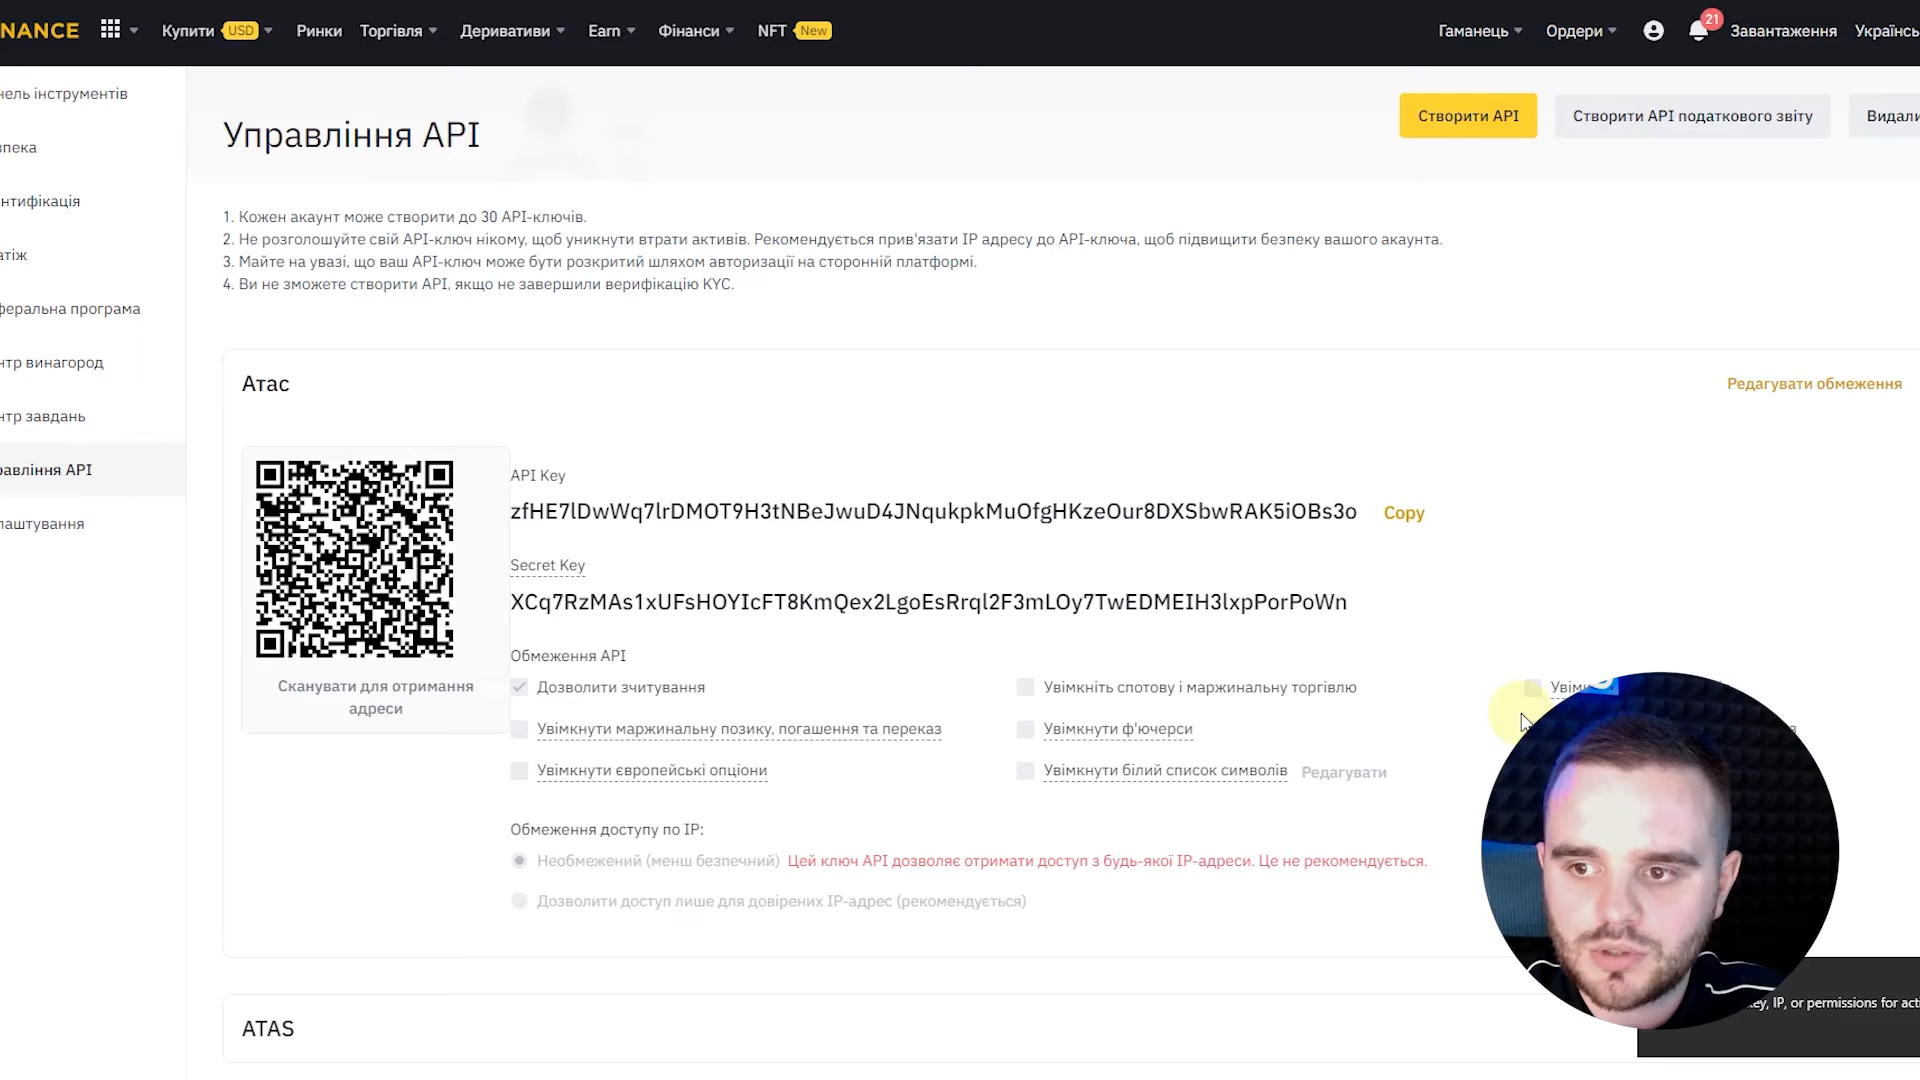 NANCE
Купити USD
Ринки
Торгівля
Деривативи
Earn
Фінанси
NFT New
Гаманець
Ордери
21
Завантаження
Українсь
нель інструментів
зпека
нтифікація
атіж
феральна програма
нтр винагород
нтр завдань
равління API
лаштування
Управління API
Створити API
Створити API податкового звіту
Видали
1. Кожен акаунт може створити до 30 API-ключів.
2. Не розголошуйте свій API-ключ нікому, щоб уникнути втрати активів. Рекомендується прив'язати IP адресу до API-ключа, щоб підвищити безпеку вашого акаунта.
3. Майте на увазі, що ваш API-ключ може бути розкритий шляхом авторизації на сторонній платформі.
4. Ви не зможете створити API, якщо не завершили верифікацію KYC.
Атас
Редагувати обмеження
Сканувати для отримання
адреси
API Key
zfHE7lDwWq7lrDMOT9H3tNBeJwuD4JNqukpkMuOfgHKzeOur8DXSbwRAK5iOBs3o Copy
Secret Key
XCq7RzMAs1xUFsHOYIcFT8KmQex2LgoEsRrql2F3mLOy7TwEDMEIH3lxpPorPoWn
Обмеження API
Дозволити зчитування
Увімкніть спотову і маржинальну торгівлю
Увімкнути маржинальну позику, погашення та переказ
Увімкнути ф'ючерси
Увімкнути європейські опціони
Увімкнути білий список символів Редагувати
Обмеження доступу по IP:
Необмежений (менш безпечний) Цей ключ API дозволяє отримати доступ з будь-якої IP-адреси. Це не рекомендується.
Дозволити доступ лише для довірених IP-адрес (рекомендується)
ATAS
key, IP, or permissions for acti